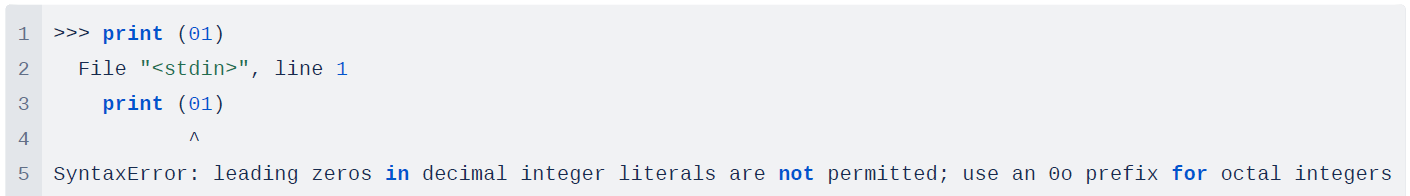 1 >>> print (01)
2   File "<stdin>", line 1
3     print (01)
4            ^
5 SyntaxError: leading zeros in decimal integer literals are not permitted; use an 0o prefix for octal integers